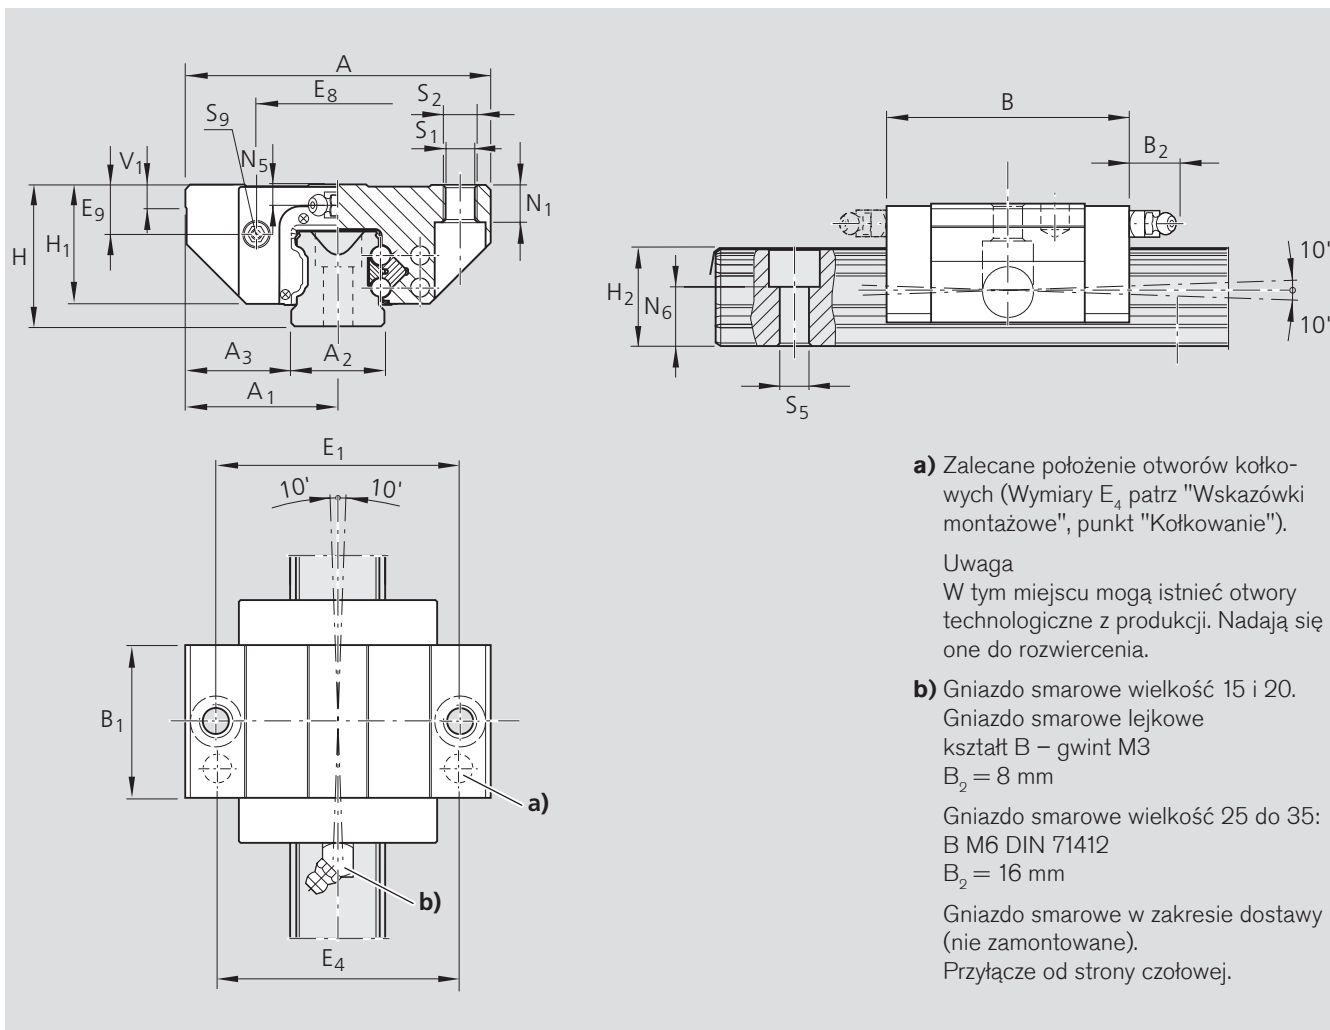 A
E8
S2
S9
S1
V1
N5
E9
N1
H
H1
A3
A2
A1
B
B2
H2
N6
10'
10'
S5
E1
10' 10'
B1
a)
b)
E4
a) Zalecane położenie otworów kołko-
wych (Wymiary E4 patrz "Wskazówki
montażowe", punkt "Kołkowanie").
Uwaga
W tym miejscu mogą istnieć otwory
technologiczne z produkcji. Nadają się
one do rozwiercenia.
b) Gniazdo smarowe wielkość 15 i 20.
Gniazdo smarowe lejkowe
kształt B – gwint M3
B2 = 8 mm
Gniazdo smarowe wielkość 25 do 35:
B M6 DIN 71412
B2 = 16 mm
Gniazdo smarowe w zakresie dostawy
(nie zamontowane).
Przyłącze od strony czołowej.